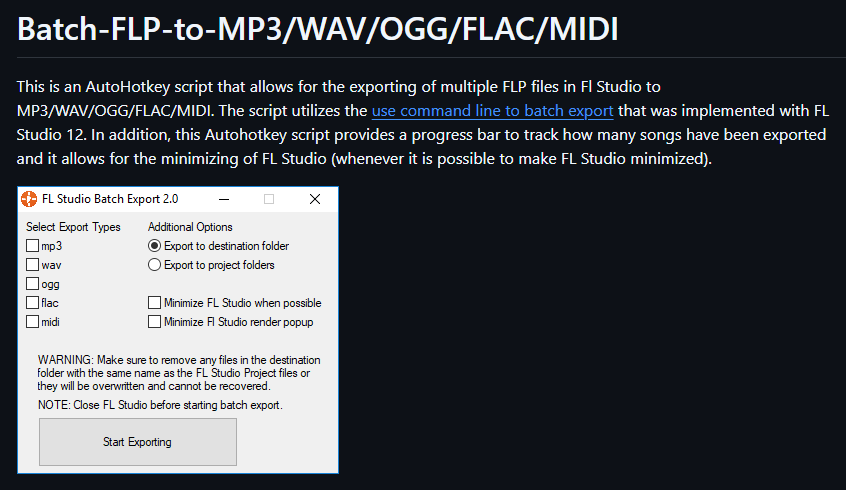 Batch-FLP-to-MP3/WAV/OGG/FLAC/MIDI
This is an AutoHotkey script that allows for the exporting of multiple FLP files in Fl Studio to
MP3/WAV/OGG/FLAC/MIDI. The script utilizes the use command line to batch export that was implemented with FL
Studio 12. In addition, this Autohotkey script provides a progress bar to track how many songs have been exported
and it allows for the minimizing of FL Studio (whenever it is possible to make FL Studio minimized).
FL Studio Batch Export 2.0
Select Export Types
mp3
wav
ogg
flac
midi
Additional Options
Export to destination folder
Export to project folders
Minimize FL Studio when possible
Minimize Fl Studio render popup
WARNING: Make sure to remove any files in the destination
folder with the same name as the FL Studio Project files or
they will be overwritten and cannot be recovered.
NOTE: Close FL Studio before starting batch export.
Start Exporting